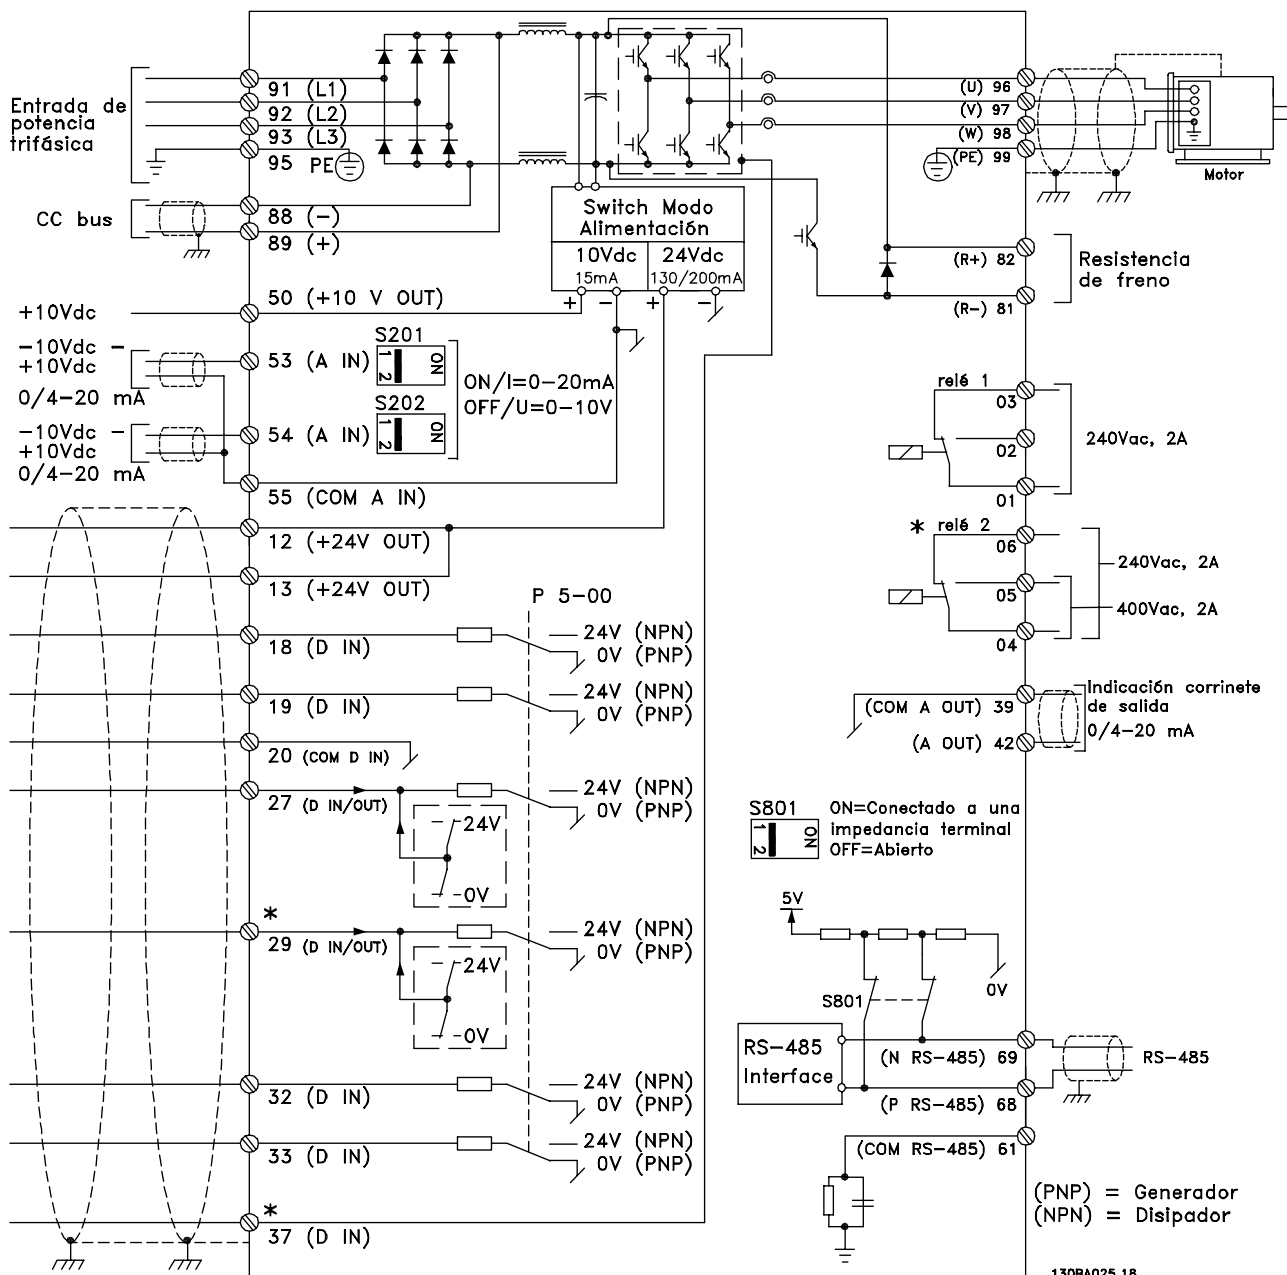 Entrada de
potencia
trifásica
91 (L1)
92 (L2)
93 (L3)
95 PE
CC bus
88 (−)
89 (+)
+10Vdc
50 (+10 V OUT)
−10Vdc −
+10Vdc
0/4−20 mA
53 (A IN)
S201
1 2
ON
ON/I=0−20mA
OFF/U=0−10V
S202
1 2
ON
−10Vdc −
+10Vdc
0/4−20 mA
54 (A IN)
55 (COM A IN)
12 (+24V OUT)
13 (+24V OUT)
P 5-00
18 (D IN)
24V (NPN)
0V (PNP)
19 (D IN)
24V (NPN)
0V (PNP)
20 (COM D IN)
27 (D IN/OUT)
24V (NPN)
0V (PNP)
24V
0V
*
29 (D IN/OUT)
24V (NPN)
0V (PNP)
24V
0V
32 (D IN)
24V (NPN)
0V (PNP)
33 (D IN)
24V (NPN)
0V (PNP)
*
37 (D IN)
Switch Modo
Alimentación
10Vdc
15mA
24Vdc
130/200mA
+ − + −
(U) 96
(V) 97
(W) 98
(PE) 99
Motor
(R+) 82
(R−) 81
Resistencia
de freno
relé 1
03
02
01
240Vac, 2A
* relé 2
06
05
04
240Vac, 2A
400Vac, 2A
(COM A OUT) 39
(A OUT) 42
Indicación corrinete
de salida
0/4−20 mA
S801
1 2
ON
ON=Conectado a una
impedancia terminal
OFF=Abierto
5V
S801
0V
RS−485
Interface
(N RS−485) 69
(P RS−485) 68
RS−485
(COM RS−485) 61
(PNP) = Generador
(NPN) = Disipador
130BA025.18